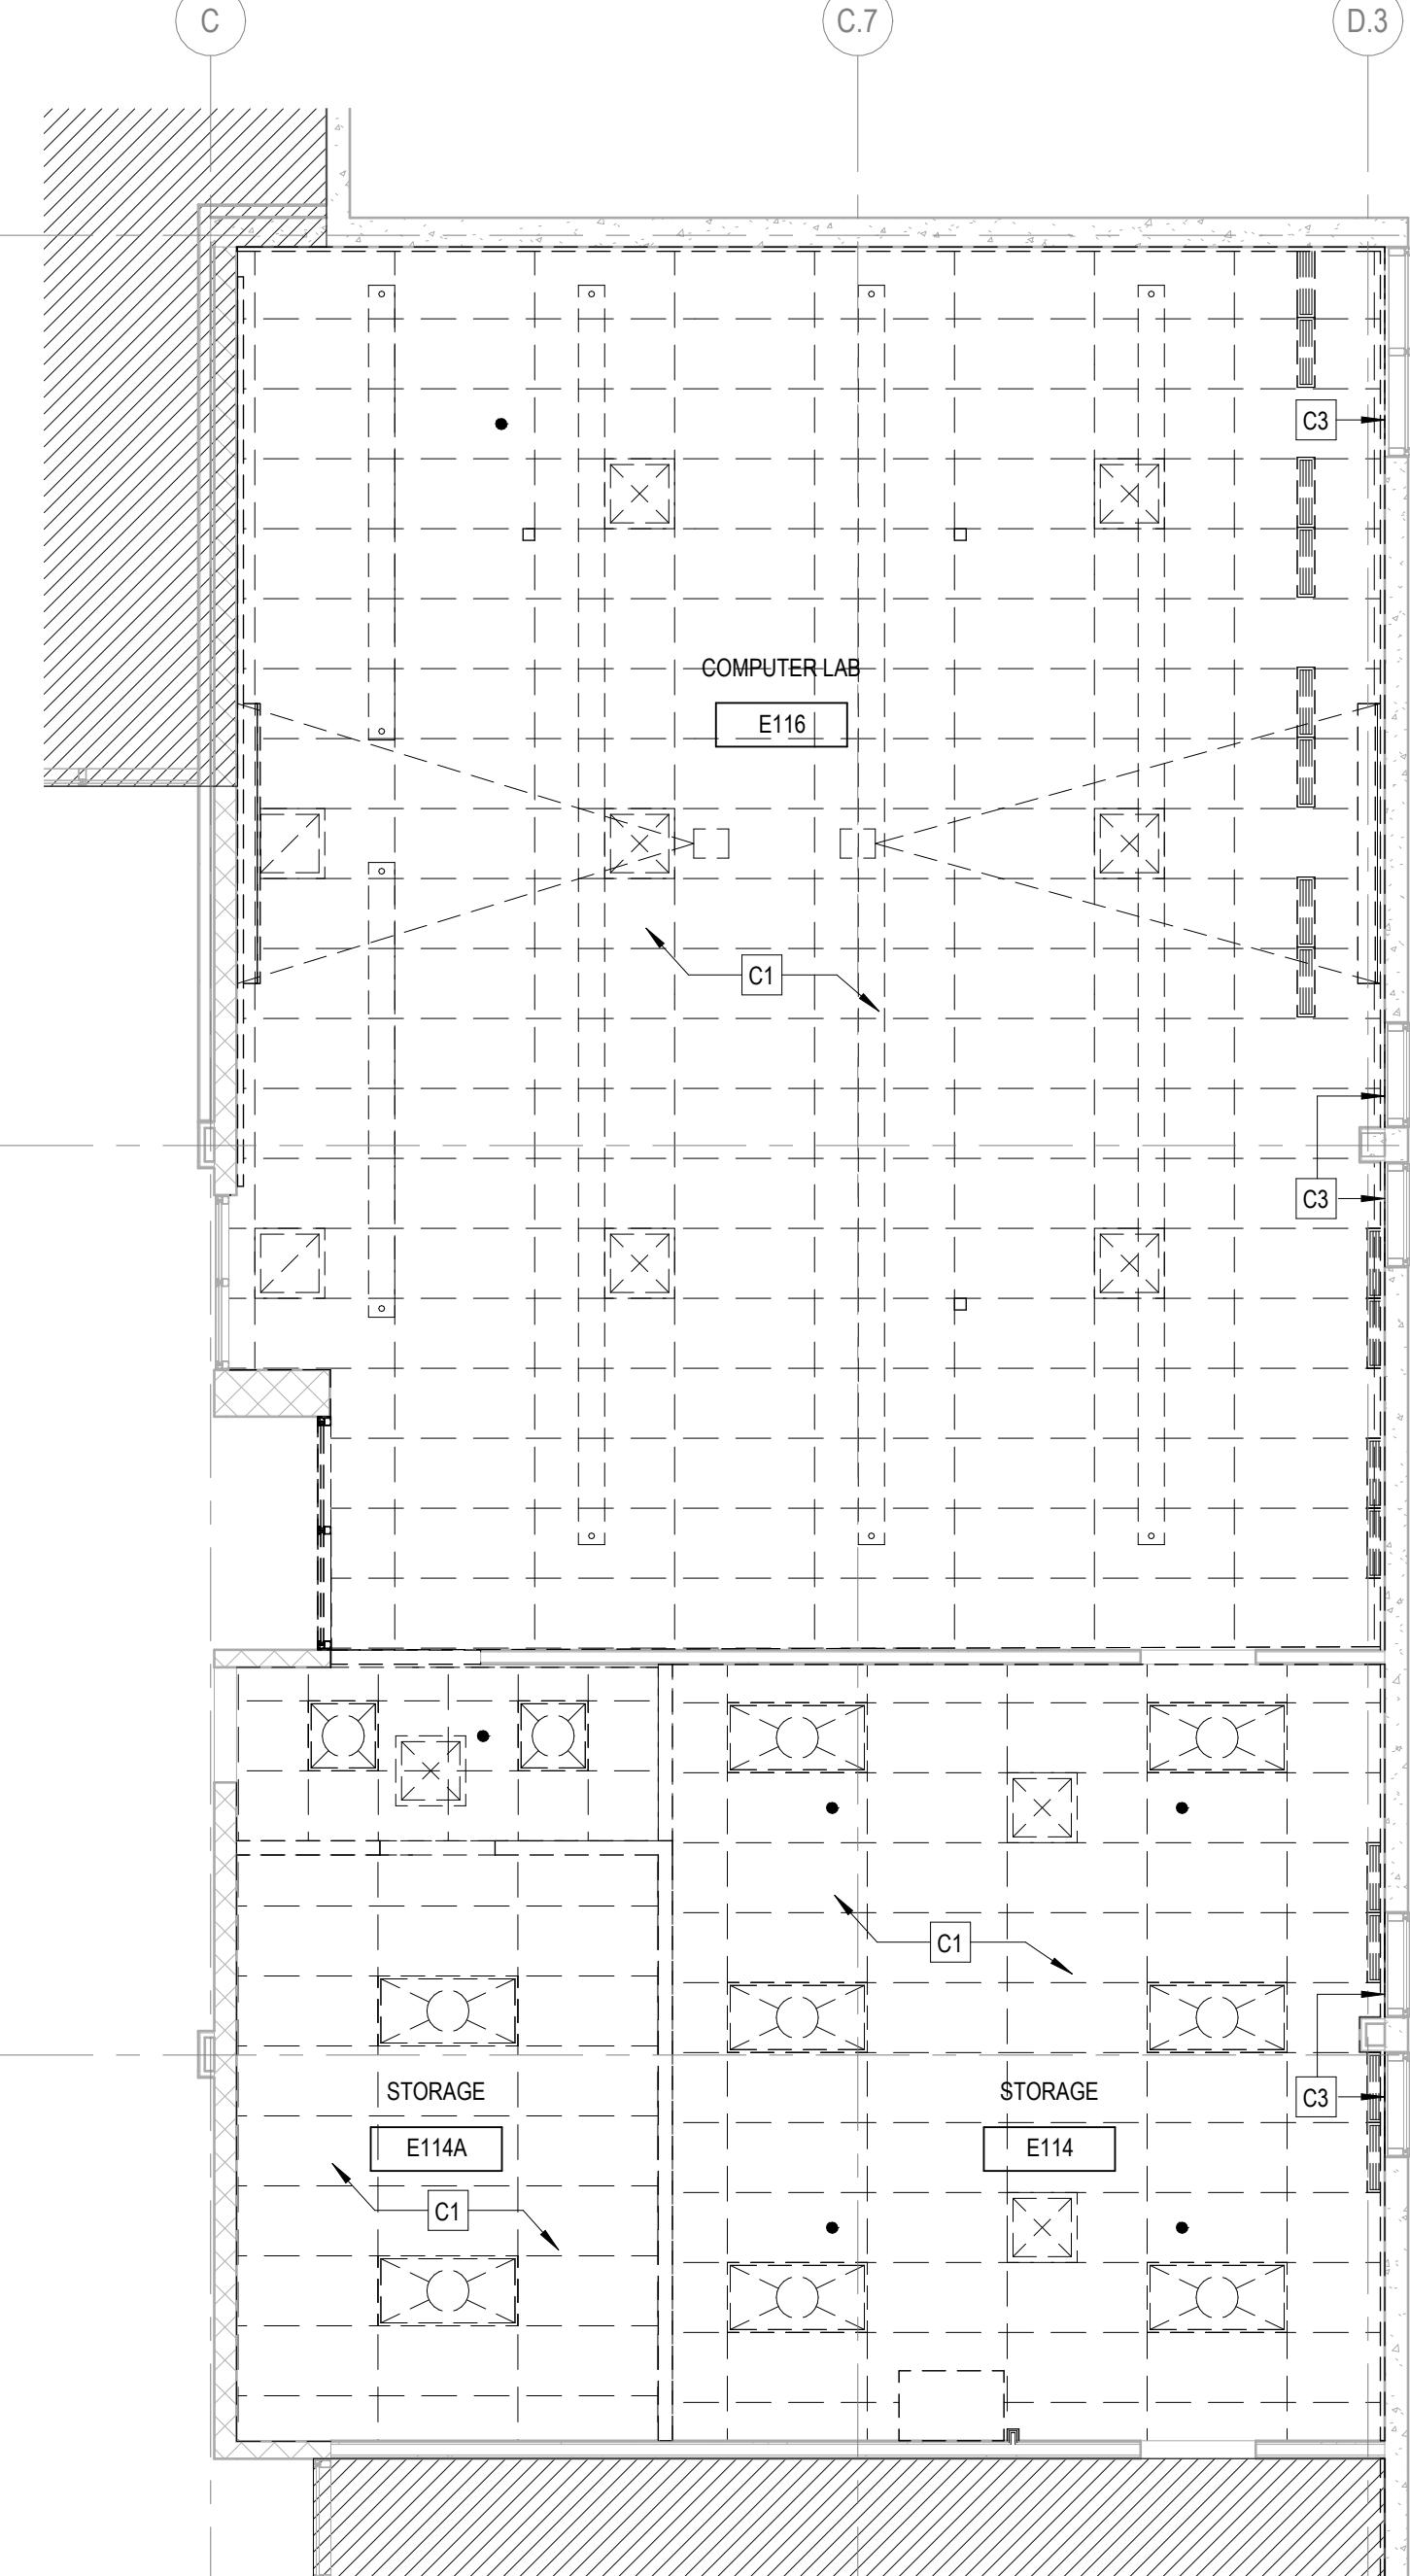 C
C.7
D.3
C3
COMPUTER LAB
E116
C1
C3
C1
STORAGE
E114A
STORAGE
E114
C3
C1